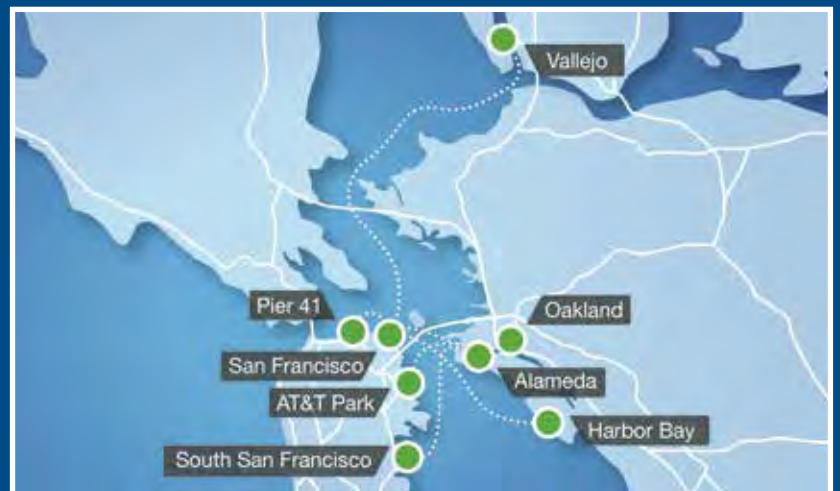 Vallejo
Pier 41
Oakland
San Francisco
Alameda
AT&T Park
Harbor Bay
South San Francisco